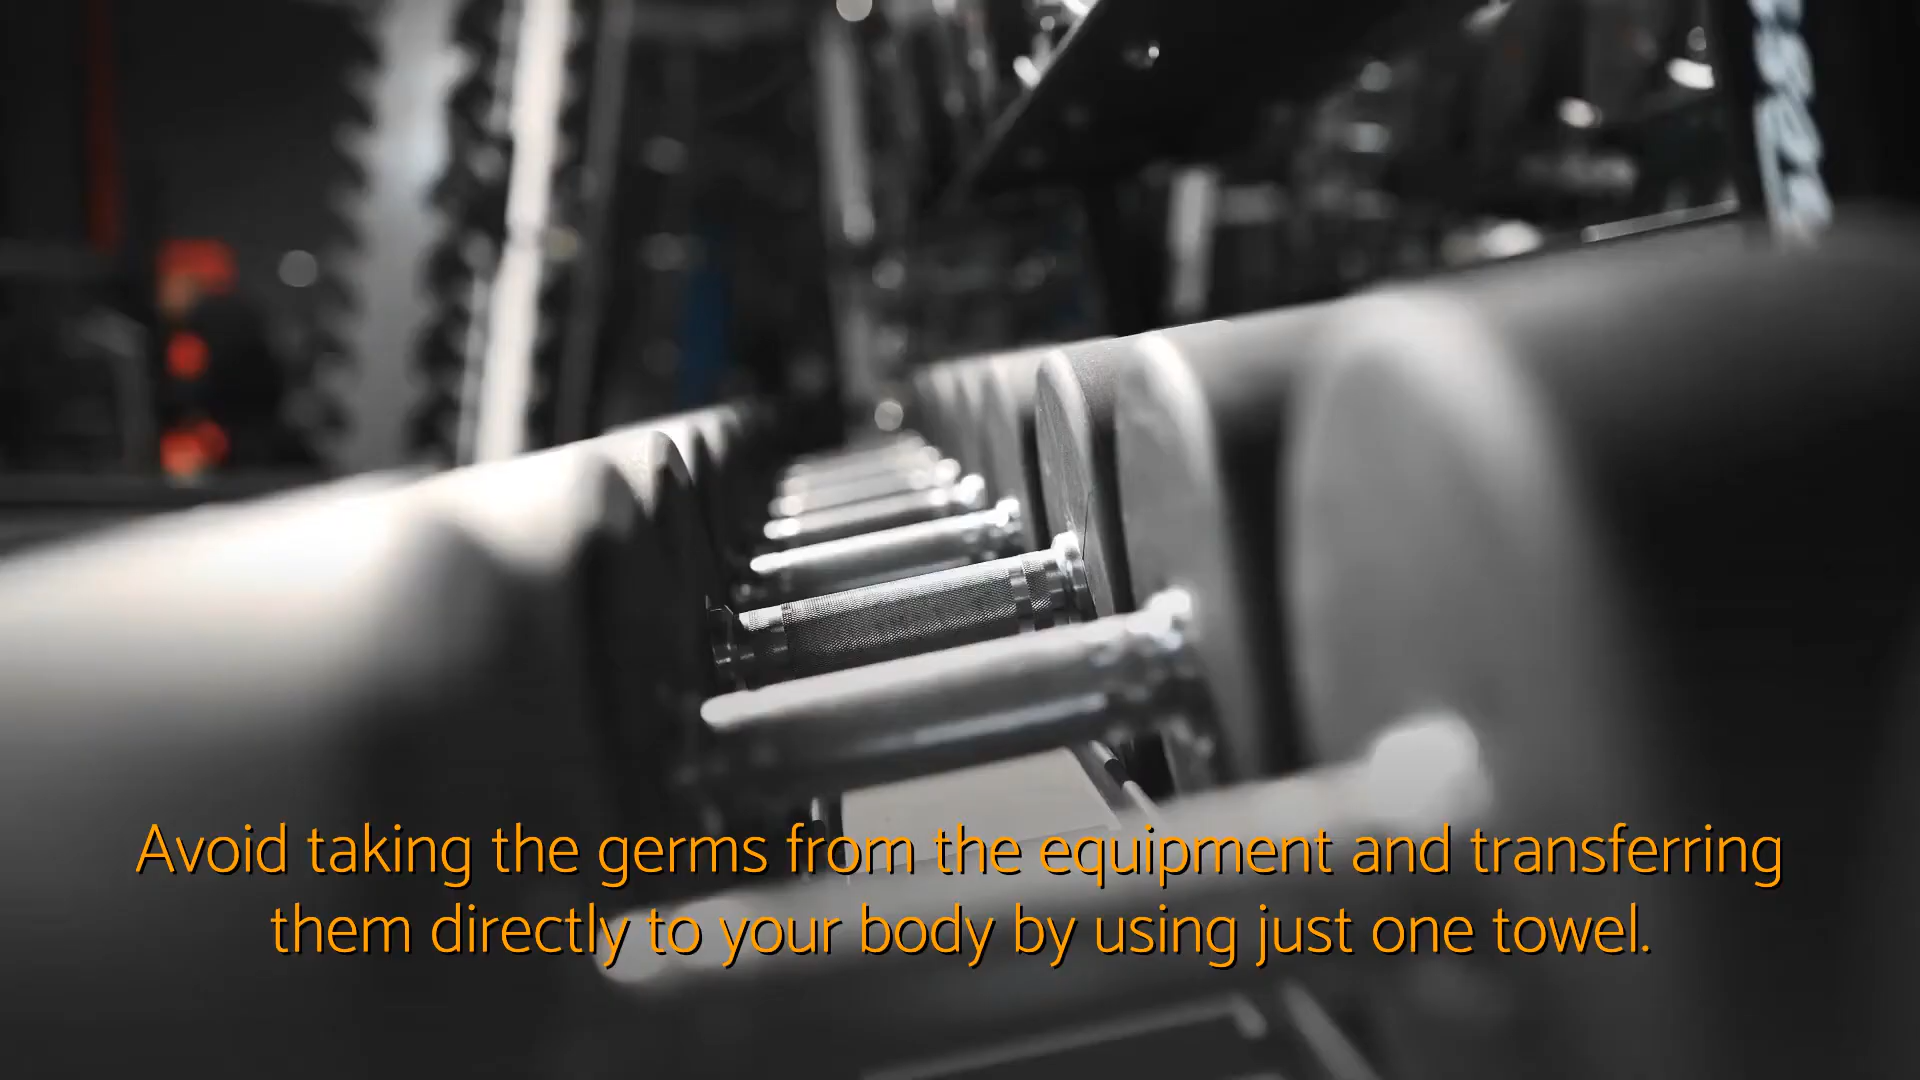 Avoid taking the germs from the equipment and transferring
them directly to your body by using just one towel.